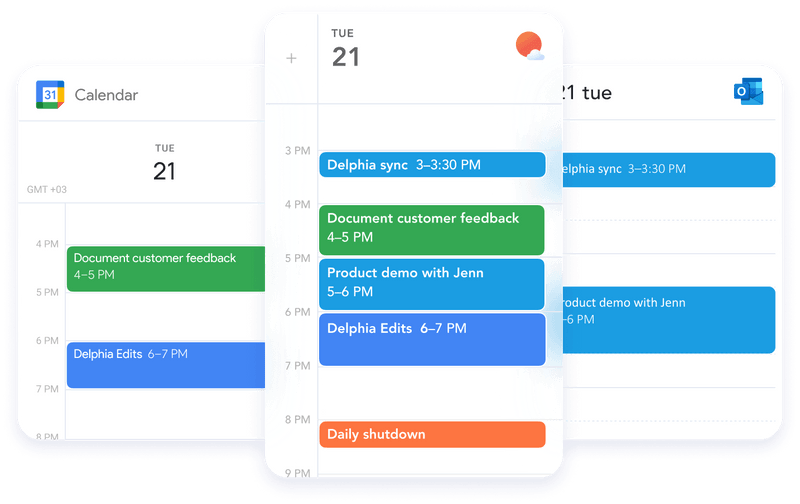 31 Calendar
TUE
21
GMT +03
4 PM
Document customer feedback
4–5 PM
5 PM
6 PM
Delphia Edits 6–7 PM
7 PM
8 PM
TUE
21
+
3 PM
Delphia sync 3–3:30 PM
4 PM
Document customer feedback
4–5 PM
5 PM
Product demo with Jenn
5–6 PM
6 PM
Delphia Edits 6–7 PM
7 PM
8 PM
Daily shutdown
9 PM
21 tue
O
elphia sync 3–3:30 PM
roduct demo with Jenn
–6 PM